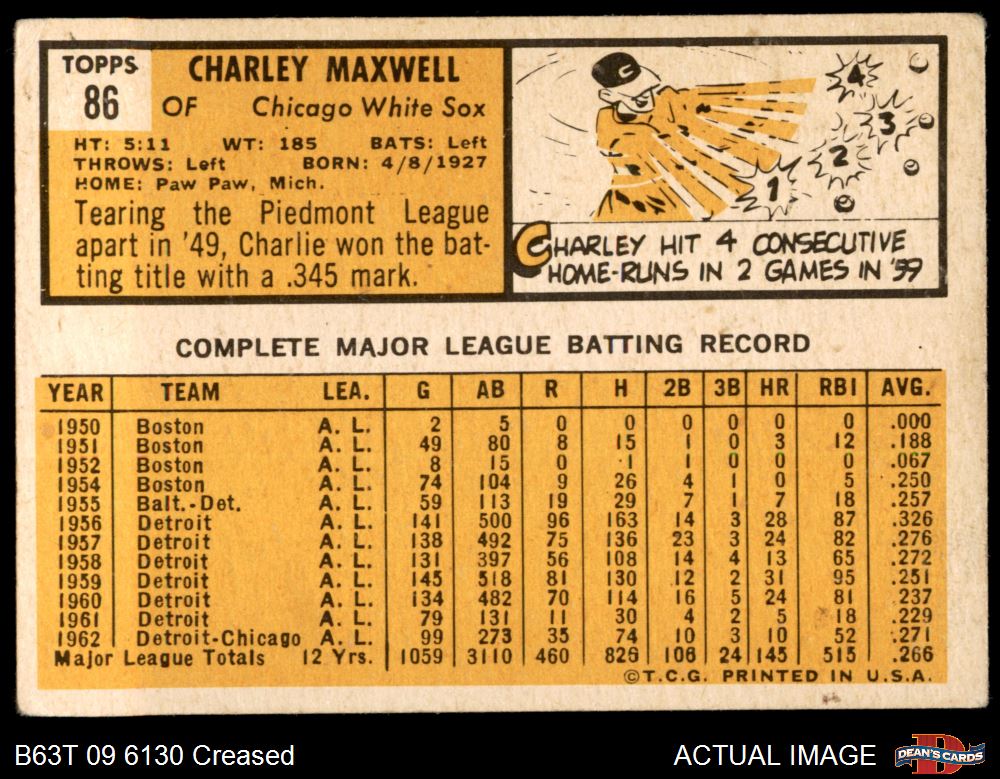 TOPPS
86
CHARLEY MAXWELL
OF Chicago White Sox
HT: 5:11 WT: 185 BATS: Left
THROWS: Left BORN: 4/8/1927
HOME: Paw Paw, Mich.
Tearing the Piedmont League
apart in '49, Charlie won the bat-
ting title with a .345 mark.
C
1
2
3
4
CHARLEY HIT 4 CONSECUTIVE
HOME-RUNS IN 2 GAMES IN '59
COMPLETE MAJOR LEAGUE BATTING RECORD
YEAR TEAM LEA. G AB R H 2B 3B HR RBI AVG.
1950 Boston A. L. 2 5 0 0 0 0 0 0 .000
1951 Boston A. L. 49 80 8 15 1 0 3 12 .188
1952 Boston A. L. 8 15 0 1 1 0 0 0 .067
1954 Boston A. L. 74 104 9 26 4 1 0 5 .250
1955 Balt.-Det. A. L. 59 113 19 29 7 1 7 18 .257
1956 Detroit A. L. 141 500 96 163 14 3 28 87 .326
1957 Detroit A. L. 138 492 75 136 23 3 24 82 .276
1958 Detroit A. L. 131 397 56 108 14 4 13 65 .272
1959 Detroit A. L. 145 518 81 130 12 2 31 95 .251
1960 Detroit A. L. 134 482 70 114 16 5 24 81 .237
1961 Detroit A. L. 79 131 11 30 4 2 5 18 .229
1962 Detroit-Chicago A. L. 99 273 35 74 10 3 10 52 .271
Major League Totals 12 Yrs. 1059 3110 460 826 106 24 145 515 .266
©T.C.G. PRINTED IN U.S.A.
B63T 09 6130 Creased
ACTUAL IMAGE
D
DEAN'S CARDS